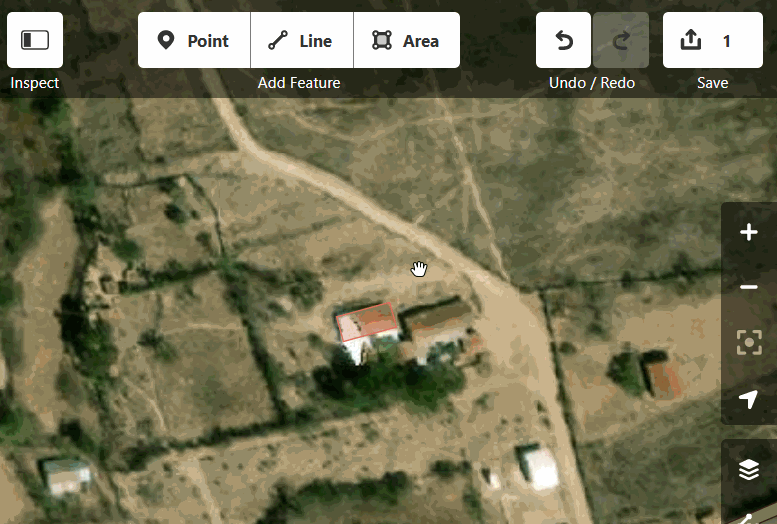 Point
Line
Area
1
Inspect
Add Feature
Undo / Redo
Save